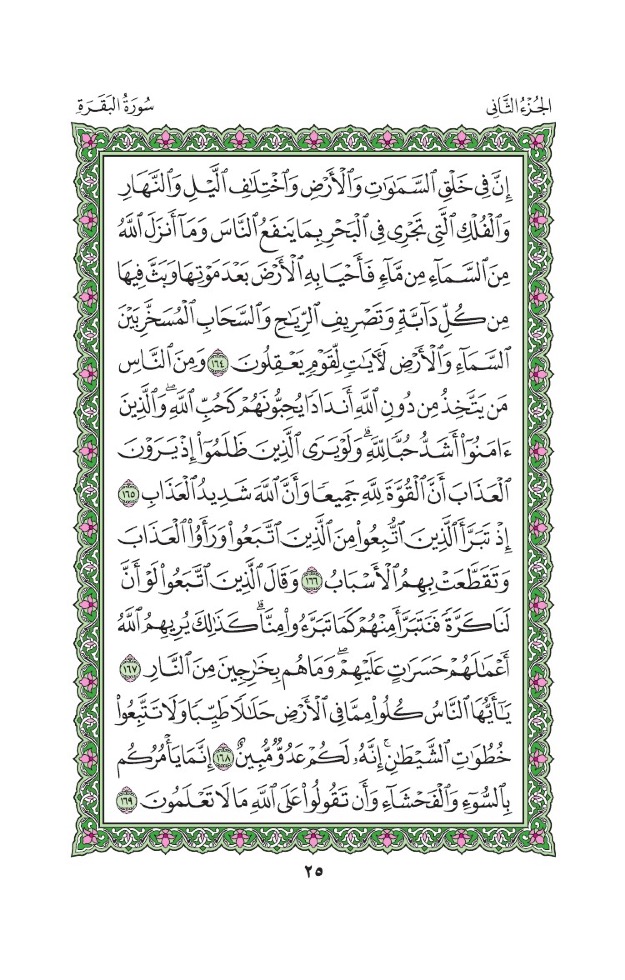 الجُزْءُ الثَّانِي
سُورَةُ البَقَرَةِ
إِنَّ فِي خَلْقِ ٱلسَّمَٰوَٰتِ وَٱلْأَرْضِ وَٱخْتِلَٰفِ ٱلَّيْلِ وَٱلنَّهَارِ
وَٱلْفُلْكِ ٱلَّتِي تَجْرِي فِي ٱلْبَحْرِ بِمَا يَنفَعُ ٱلنَّاسَ وَمَآ أَنزَلَ ٱللَّهُ
مِنَ ٱلسَّمَآءِ مِن مَّآءٍ فَأَحْيَا بِهِ ٱلْأَرْضَ بَعْدَ مَوْتِهَا وَبَثَّ فِيهَا
مِن كُلِّ دَآبَّةٍ وَتَصْرِيفِ ٱلرِّيَٰحِ وَٱلسَّحَابِ ٱلْمُسَخَّرِ بَيْنَ
ٱلسَّمَآءِ وَٱلْأَرْضِ لَأٓيَٰتٍ لِّقَوْمٍ يَعْقِلُونَ ١٦٤ وَمِنَ ٱلنَّاسِ
مَن يَتَّخِذُ مِن دُونِ ٱللَّهِ أَندَادًا يُحِبُّونَهُمْ كَحُبِّ ٱللَّهِۖ وَٱلَّذِينَ
ءَامَنُوٓا۟ أَشَدُّ حُبًّا لِّلَّهِۗ وَلَوْ يَرَى ٱلَّذِينَ ظَلَمُوٓا۟ إِذْ يَرَوْنَ
ٱلْعَذَابَ أَنَّ ٱلْقُوَّةَ لِلَّهِ جَمِيعًا وَأَنَّ ٱللَّهَ شَدِيدُ ٱلْعَذَابِ ١٦٥
إِذْ تَبَرَّأَ ٱلَّذِينَ ٱتُّبِعُوا۟ مِنَ ٱلَّذِينَ ٱتَّبَعُوا۟ وَرَأَوُا۟ ٱلْعَذَابَ
وَتَقَطَّعَتْ بِهِمُ ٱلْأَسْبَابُ ١٦٦ وَقَالَ ٱلَّذِينَ ٱتَّبَعُوا۟ لَوْ أَنَّ
لَنَا كَرَّةً فَنَتَبَرَّأَ مِنْهُمْ كَمَا تَبَرَّءُوا۟ مِنَّاۗ كَذَٰلِكَ يُرِيهِمُ ٱللَّهُ
أَعْمَٰلَهُمْ حَسَرَٰتٍ عَلَيْهِمْۖ وَمَا هُم بِخَٰرِجِينَ مِنَ ٱلنَّارِ ١٦٧
يَٰٓأَيُّهَا ٱلنَّاسُ كُلُوا۟ مِمَّا فِي ٱلْأَرْضِ حَلَٰلًا طَيِّبًا وَلَا تَتَّبِعُوا۟
خُطُوَٰتِ ٱلشَّيْطَٰنِۚ إِنَّهُۥ لَكُمْ عَدُوٌّ مُّبِينٌ ١٦٨ إِنَّمَا يَأْمُرُكُم
بِٱلسُّوٓءِ وَٱلْفَحْشَآءِ وَأَن تَقُولُوا۟ عَلَى ٱللَّهِ مَا لَا تَعْلَمُونَ ١٦٩
٢٥